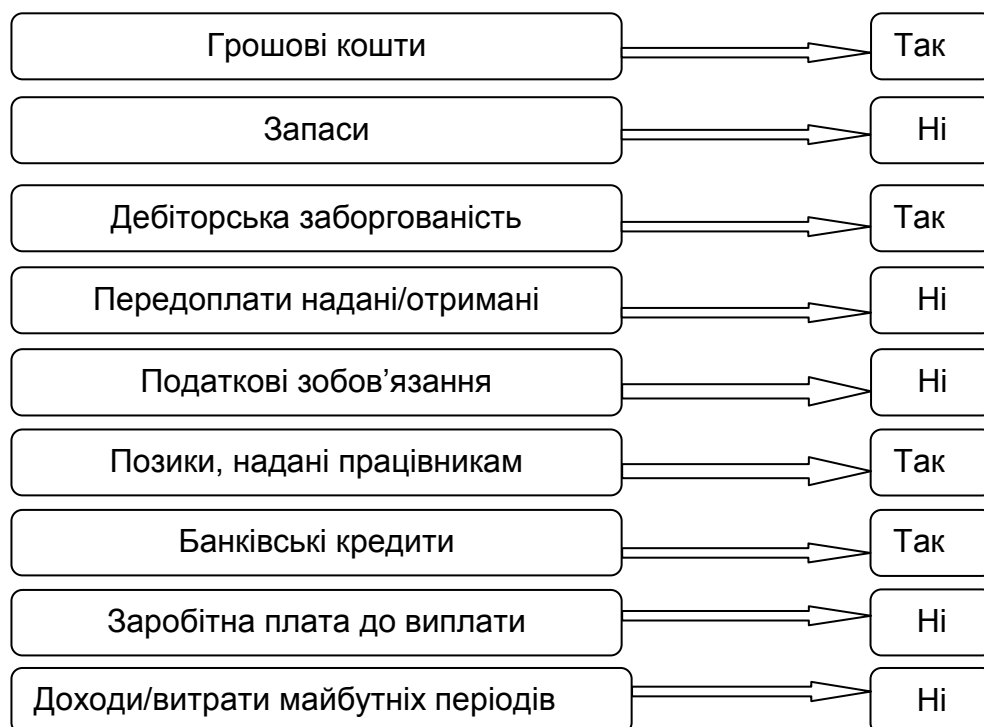 Грошові кошти Так
Запаси Ні
Дебіторська заборгованість Так
Передоплати надані/отримані Ні
Податкові зобов’язання Ні
Позики, надані працівникам Так
Банківські кредити Так
Заробітна плата до виплати Ні
Доходи/витрати майбутніх періодів Ні